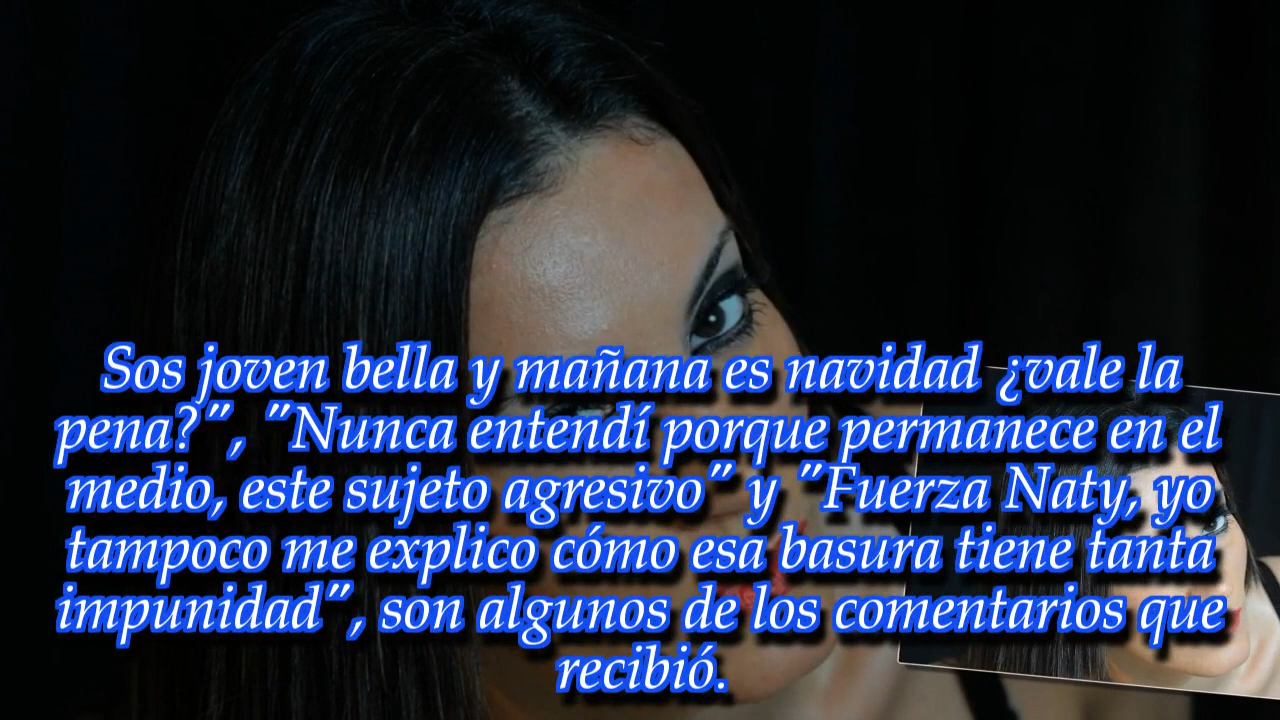 Sos joven bella y mañana es navidad ¿vale la
pena?", "Nunca entendí porque permanece en el
medio, este sujeto agresivo" y "Fuerza Naty, yo
tampoco me explico cómo esa basura tiene tanta
impunidad", son algunos de los comentarios que
recibió.